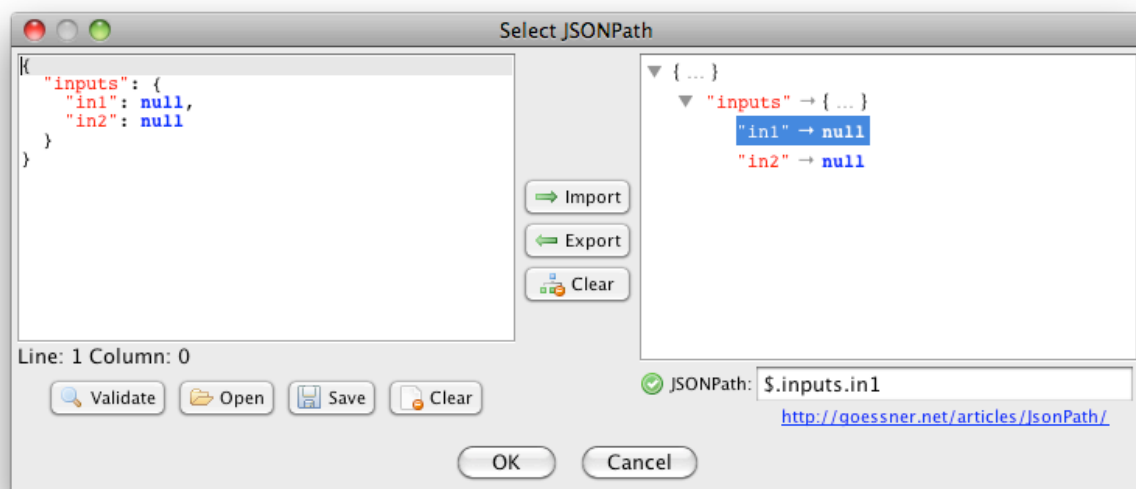 Select JSONPath
{
"inputs": {
"in1": null,
"in2": null
}
}
Line: 1 Column: 0
Validate
Open
Save
Clear
Import
Export
Clear
{ ... }
"inputs" → { ... }
"in1" → null
"in2" → null
JSONPath: $.inputs.in1
http://goessner.net/articles/JsonPath/
OK
Cancel